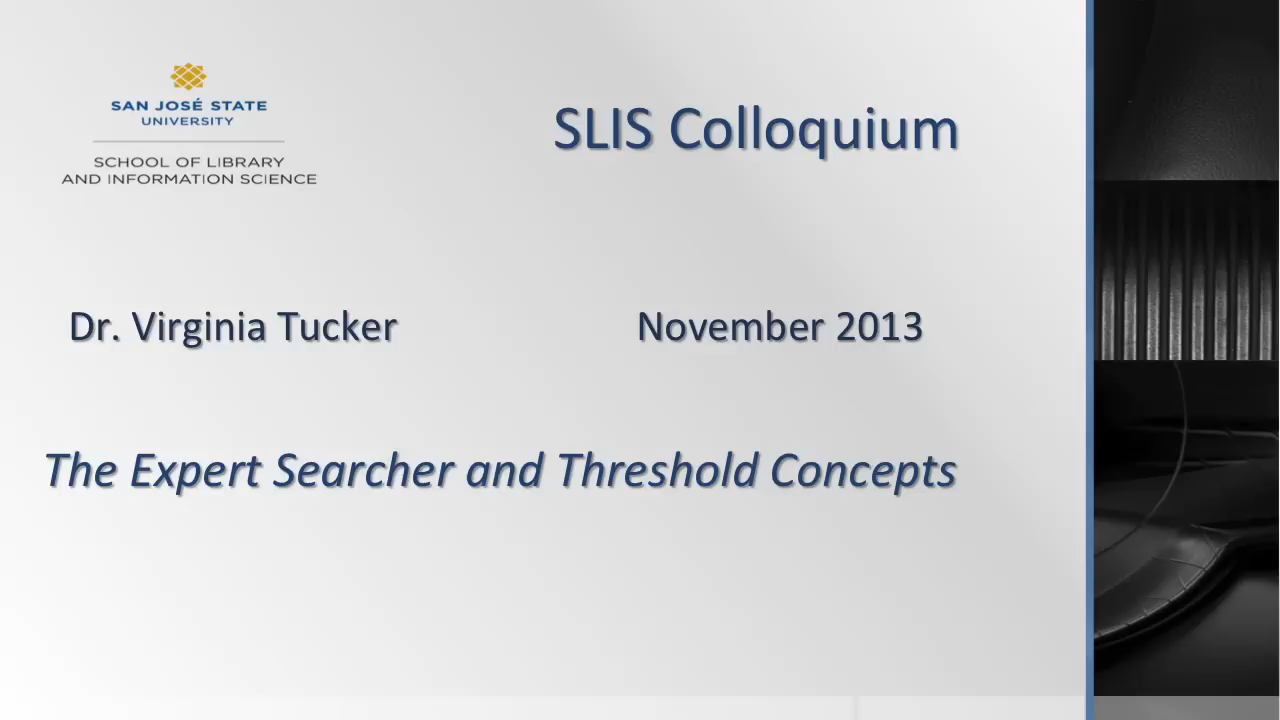 SAN JOSÉ STATE
UNIVERSITY
SCHOOL OF LIBRARY
AND INFORMATION SCIENCE
SLIS Colloquium
Dr. Virginia Tucker
November 2013
The Expert Searcher and Threshold Concepts